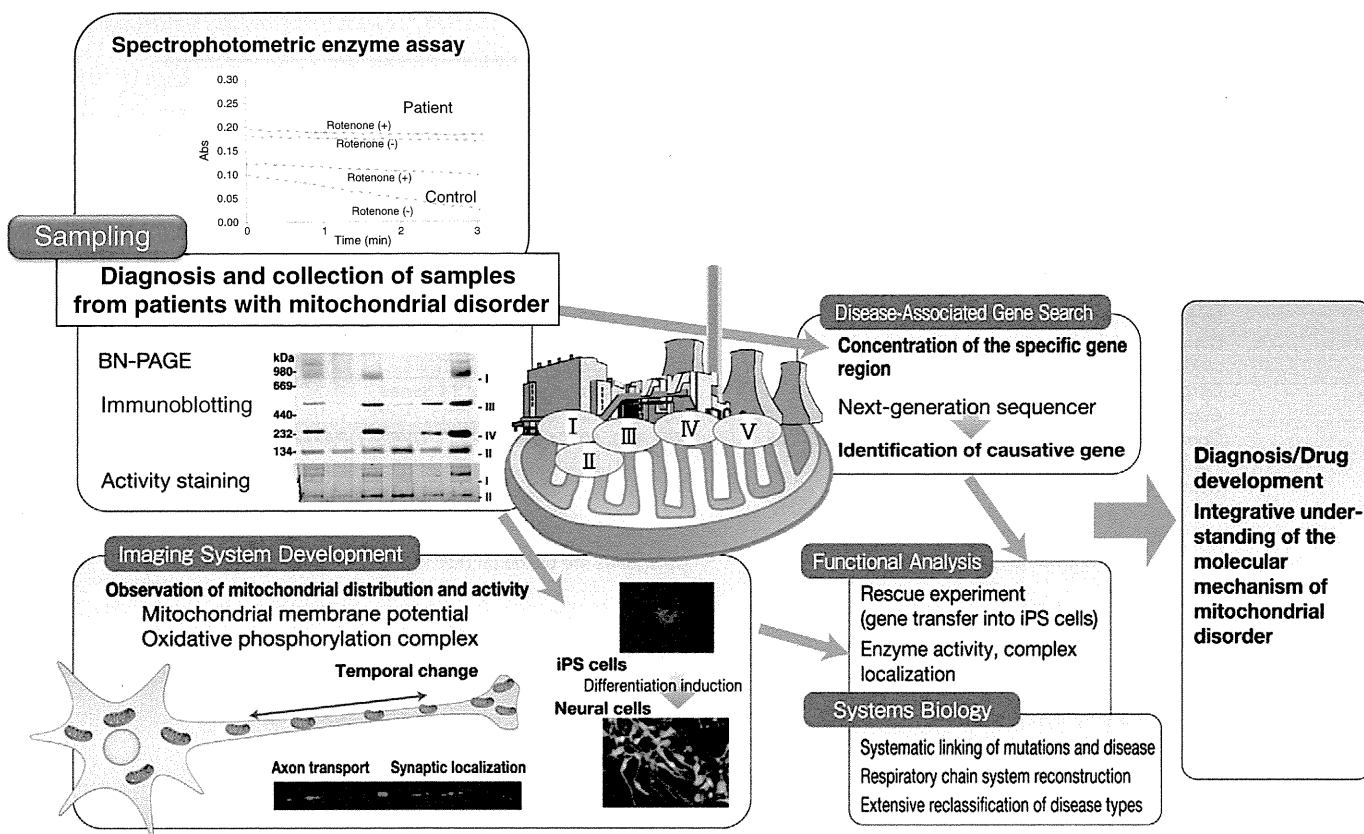 Spectrophotometric enzyme assay
0.30
0.25
0.20
0.15
0.10
0.05
0.00
Abs
Patient
Rotenone (+)
Rotenone (-)
Rotenone (+)
Control
Rotenone (-)
0
1
2
3
Time (min)
Sampling
Diagnosis and collection of samples
from patients with mitochondrial disorder
BN-PAGE
Immunoblotting
Activity staining
kDa
980-
669-
440-
232-
134-
- I
- III
- IV
- II
- I
- II
I
II
III
IV
V
Disease-Associated Gene Search
Concentration of the specific gene
region
Next-generation sequencer
Identification of causative gene
Imaging System Development
Observation of mitochondrial distribution and activity
Mitochondrial membrane potential
Oxidative phosphorylation complex
Temporal change
Axon transport
Synaptic localization
iPS cells
Differentiation induction
Neural cells
Functional Analysis
Rescue experiment
(gene transfer into iPS cells)
Enzyme activity, complex
localization
Systems Biology
Systematic linking of mutations and disease
Respiratory chain system reconstruction
Extensive reclassification of disease types
Diagnosis/Drug
development
Integrative under-
standing of the
molecular
mechanism of
mitochondrial
disorder